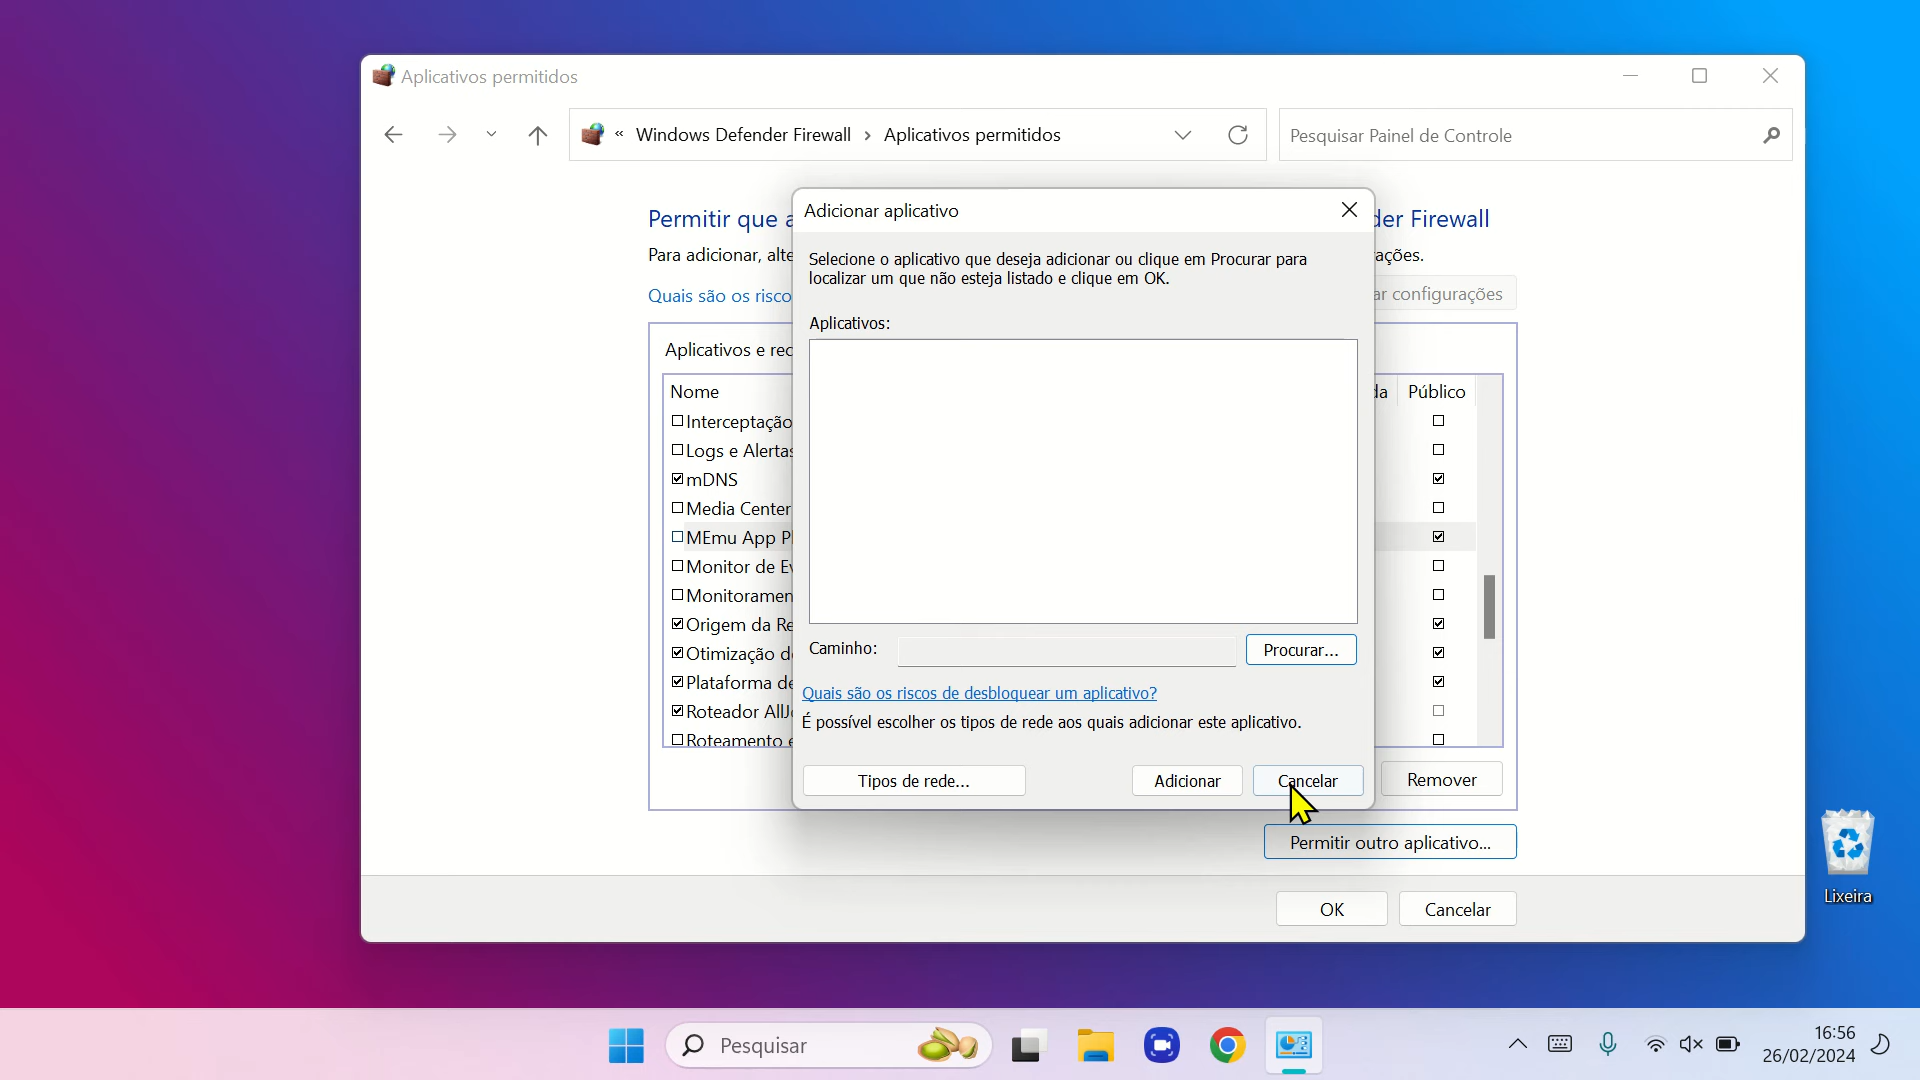 Aplicativos permitidos
« Windows Defender Firewall › Aplicativos permitidos
Pesquisar Painel de Controle
Permitir que a
der Firewall
Para adicionar, alte
ações.
Quais são os risco
ar configurações
Aplicativos e rec
Nome
da
Público
Interceptação
Logs e Alertas
mDNS
Media Center
MEmu App Pl
Monitor de Ev
Monitoramen
Origem da Re
Otimização d
Plataforma de
Roteador AllJ
Roteamento e
Adicionar aplicativo
Selecione o aplicativo que deseja adicionar ou clique em Procurar para
localizar um que não esteja listado e clique em OK.
Aplicativos:
Caminho:
Procurar...
Quais são os riscos de desbloquear um aplicativo?
É possível escolher os tipos de rede aos quais adicionar este aplicativo.
Tipos de rede...
Adicionar
Cancelar
Remover
Permitir outro aplicativo...
OK
Cancelar
Lixeira
Pesquisar
16:56
26/02/2024